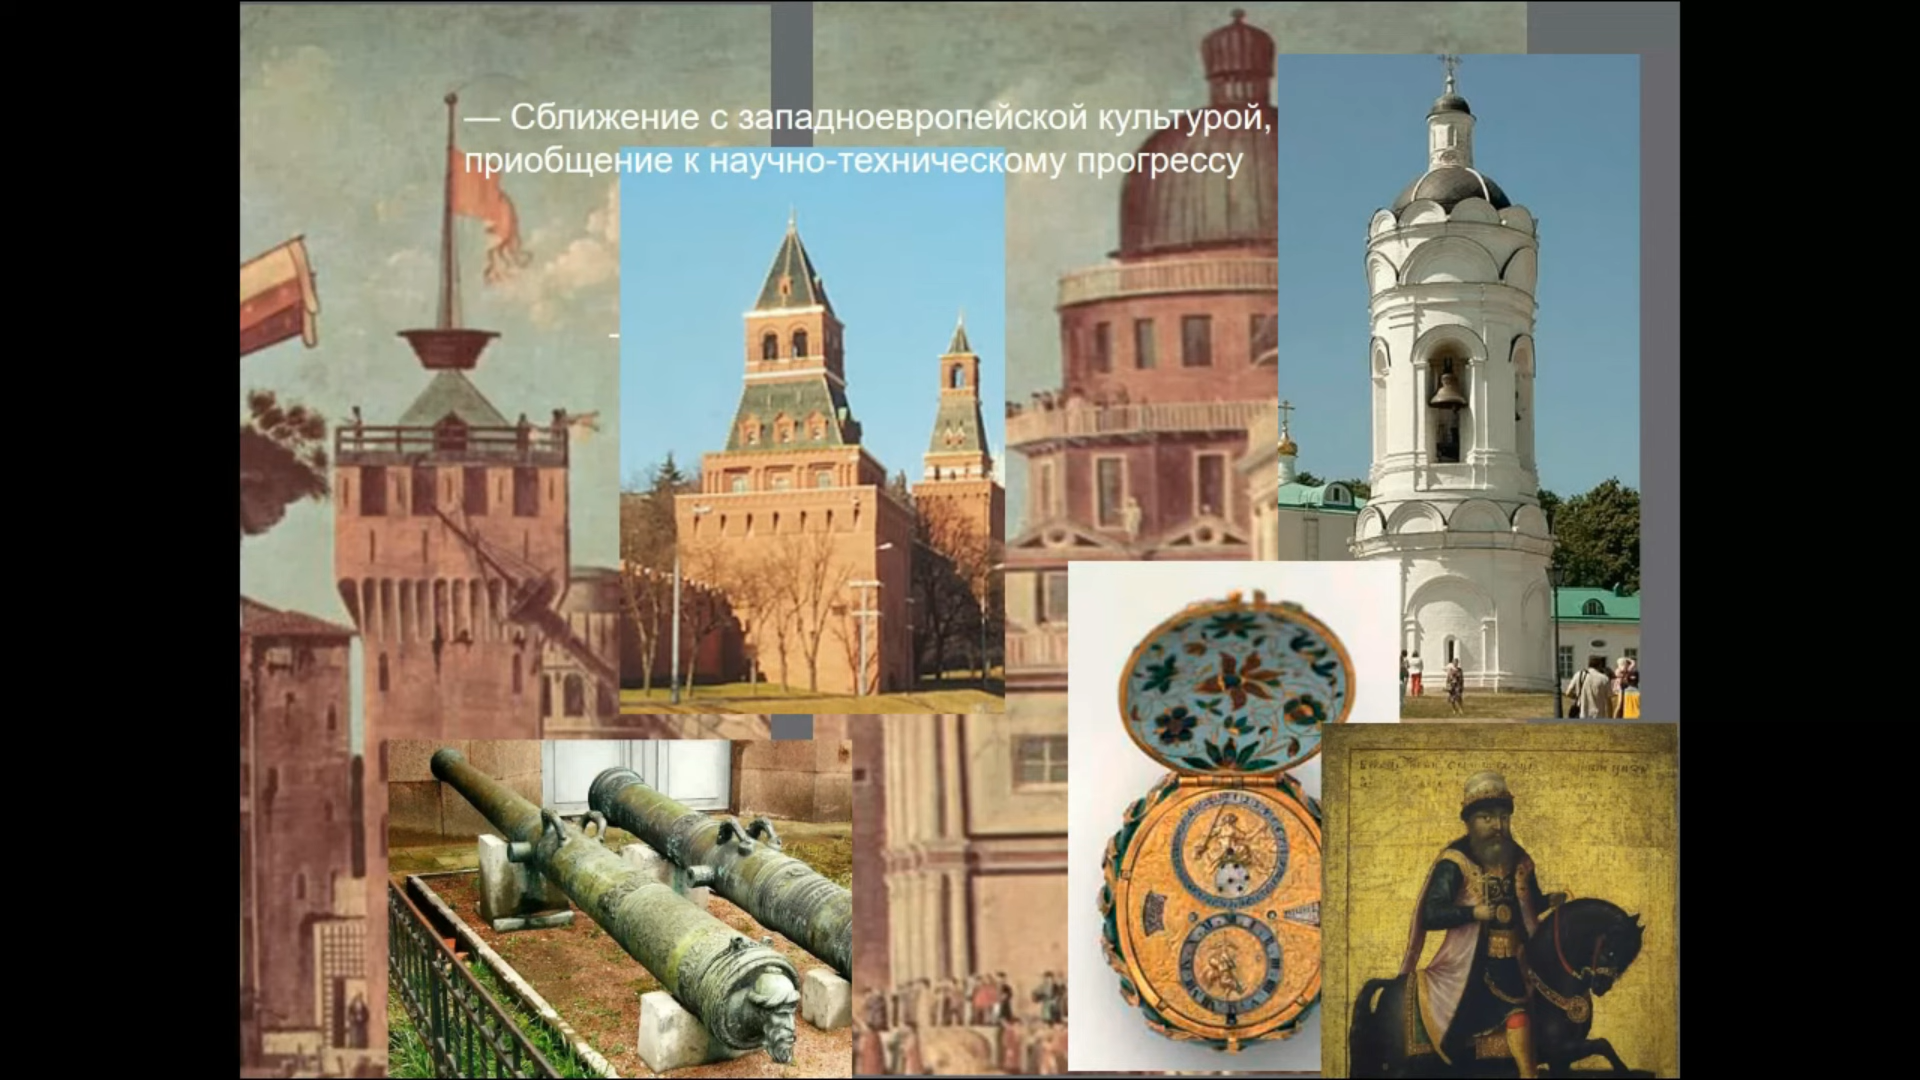 — Сближение с западноевропейской культурой,
приобщение к научно-техническому прогрессу